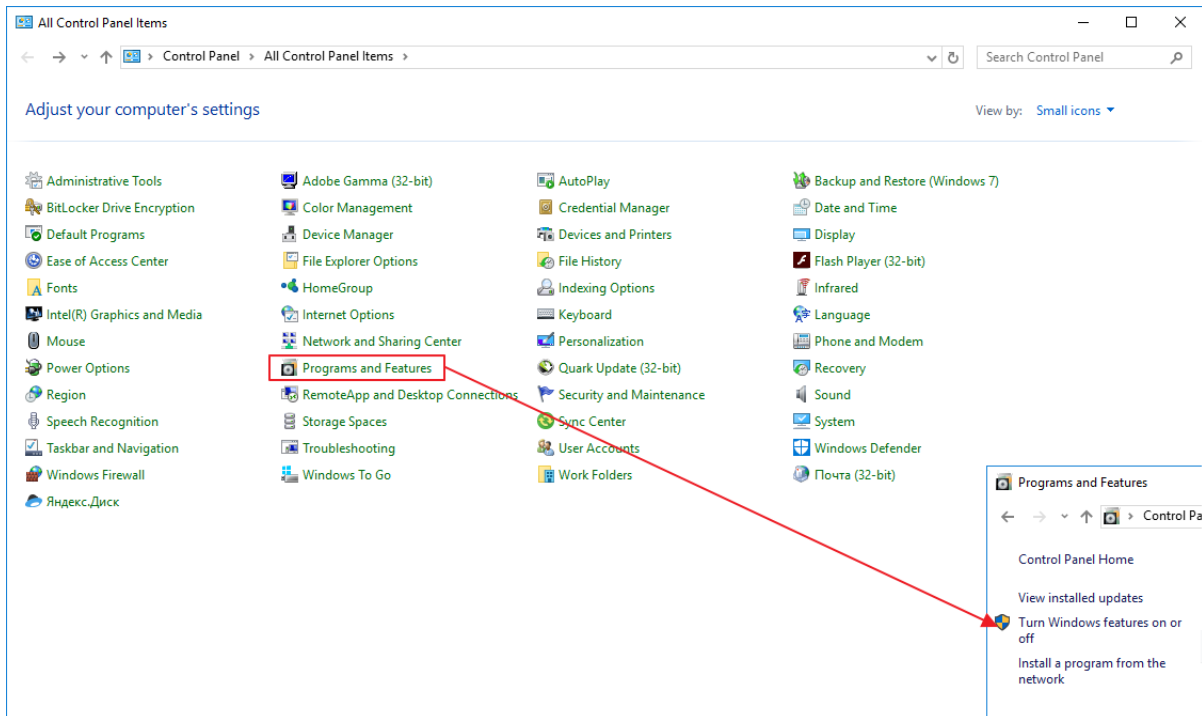 All Control Panel Items
Control Panel > All Control Panel Items >
Search Control Panel
Adjust your computer's settings
View by: Small icons
Administrative Tools
Adobe Gamma (32-bit)
AutoPlay
Backup and Restore (Windows 7)
BitLocker Drive Encryption
Color Management
Credential Manager
Date and Time
Default Programs
Device Manager
Devices and Printers
Display
Ease of Access Center
File Explorer Options
File History
Flash Player (32-bit)
Fonts
HomeGroup
Indexing Options
Infrared
Intel(R) Graphics and Media
Internet Options
Keyboard
Language
Mouse
Network and Sharing Center
Personalization
Phone and Modem
Power Options
Programs and Features
Quark Update (32-bit)
Recovery
Region
RemoteApp and Desktop Connections
Security and Maintenance
Sound
Speech Recognition
Storage Spaces
Sync Center
System
Taskbar and Navigation
Troubleshooting
User Accounts
Windows Defender
Windows Firewall
Windows To Go
Work Folders
Почта (32-bit)
Яндекс.Диск
Programs and Features
> Control Pa
Control Panel Home
View installed updates
Turn Windows features on or
off
Install a program from the
network